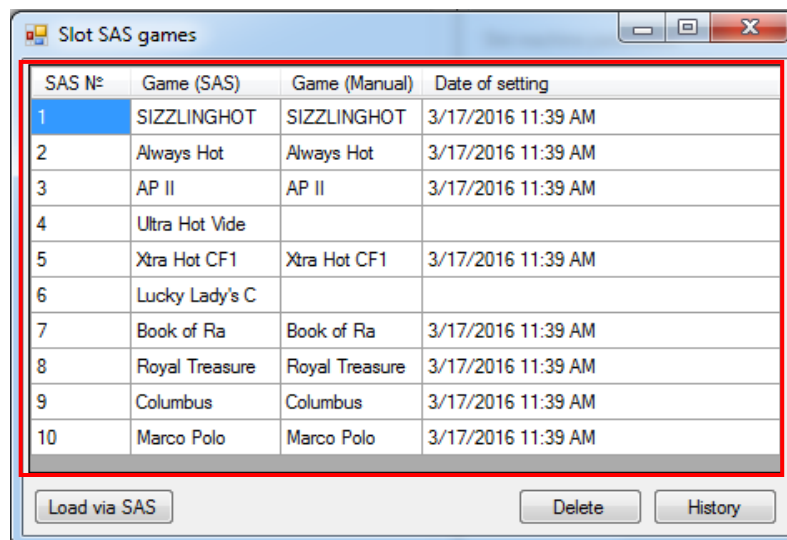 Slot SAS games
SAS № Game (SAS) Game (Manual) Date of setting
1 SIZZLINGHOT SIZZLINGHOT 3/17/2016 11:39 AM
2 Always Hot Always Hot 3/17/2016 11:39 AM
3 AP II AP II 3/17/2016 11:39 AM
4 Ultra Hot Vide
5 Xtra Hot CF1 Xtra Hot CF1 3/17/2016 11:39 AM
6 Lucky Lady's C
7 Book of Ra Book of Ra 3/17/2016 11:39 AM
8 Royal Treasure Royal Treasure 3/17/2016 11:39 AM
9 Columbus Columbus 3/17/2016 11:39 AM
10 Marco Polo Marco Polo 3/17/2016 11:39 AM
Load via SAS Delete History